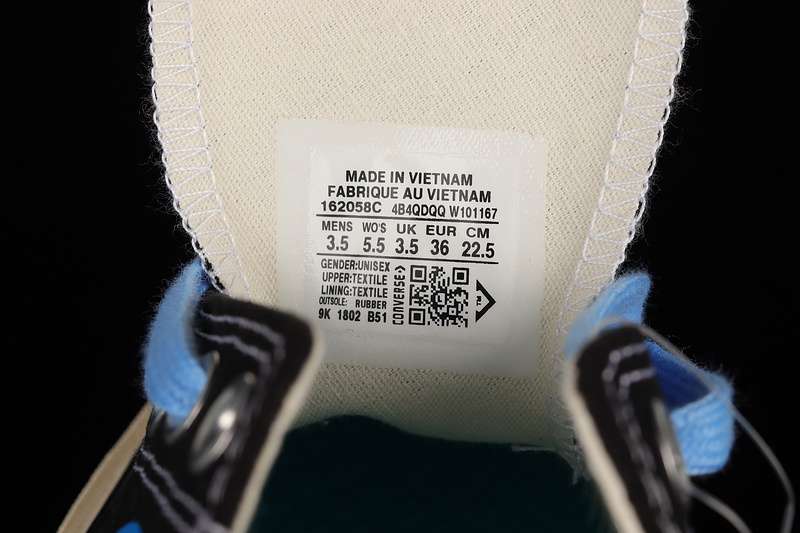 MADE IN VIETNAM
FABRIQUE AU VIETNAM
162058C 4B4QDQQ W101167
MENS WO'S UK EUR CM
3.5 5.5 3.5 36 22.5
GENDER:UNISEX
UPPER:TEXTILE
LINING:TEXTILE
OUTSOLE: RUBBER
9K 1802 B51
CONVERSE